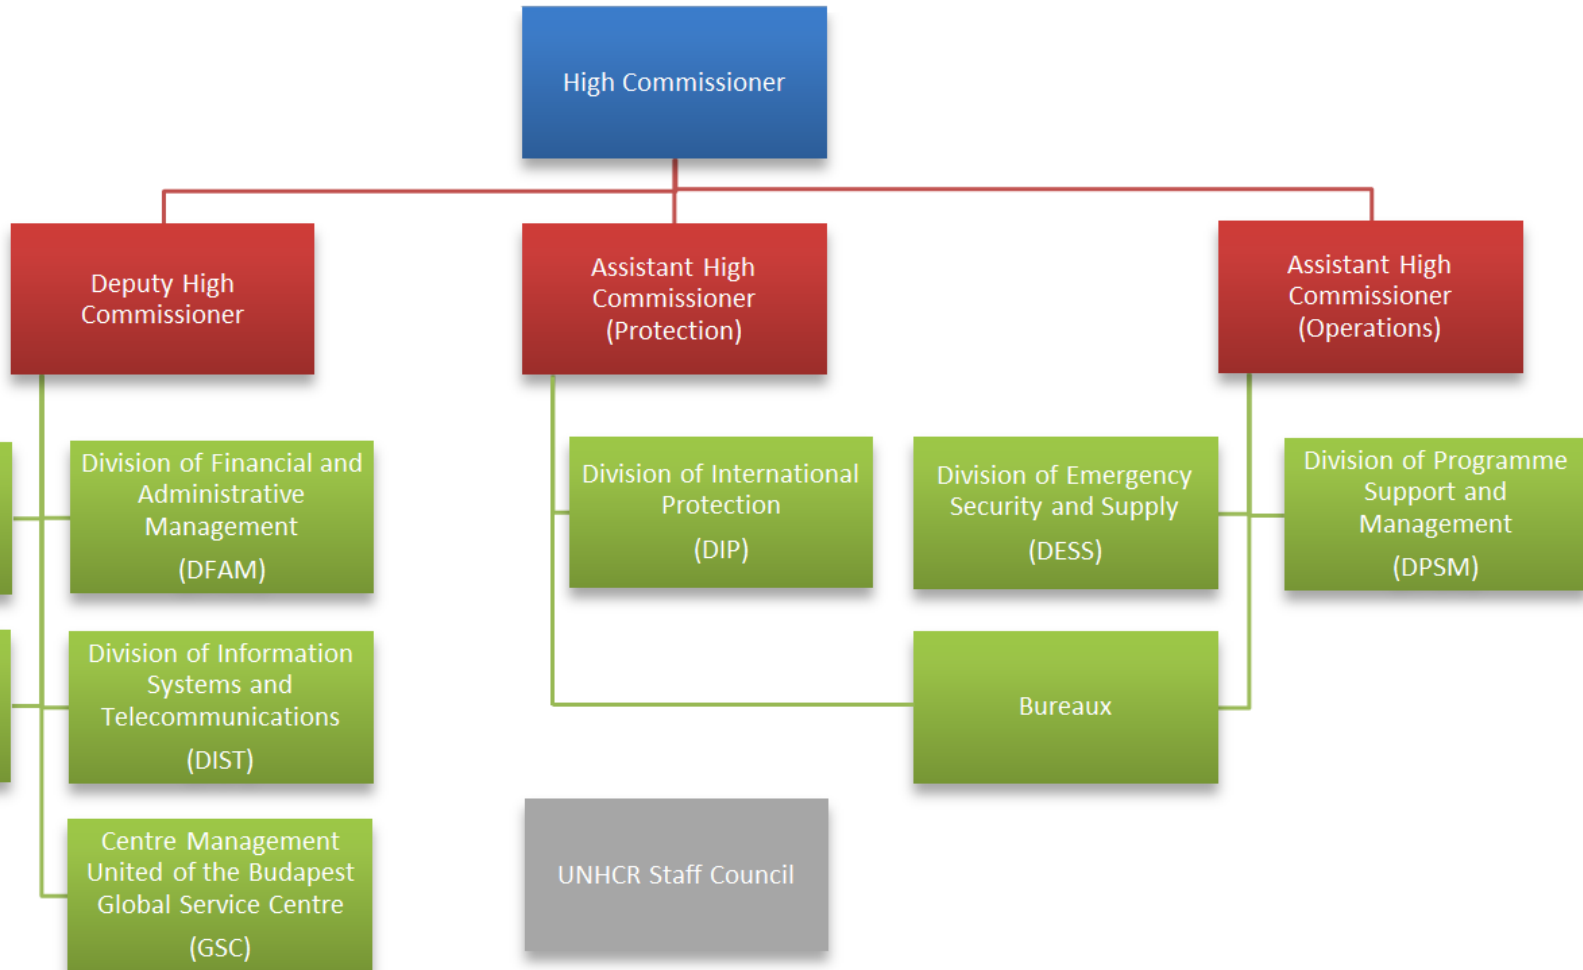 High Commissioner
Deputy High
Commissioner
Assistant High
Commissioner
(Protection)
Assistant High
Commissioner
(Operations)
Division of Financial and
Administrative
Management
(DFAM)
Division of International
Protection
(DIP)
Division of Emergency
Security and Supply
(DESS)
Division of Programme
Support and
Management
(DPSM)
Division of Information
Systems and
Telecommunications
(DIST)
Bureaux
Centre Management
United of the Budapest
Global Service Centre
(GSC)
UNHCR Staff Council